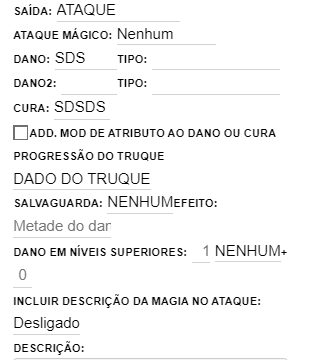 SAÍDA: ATAQUE
ATAQUE MÁGICO: Nenhum
DANO: SDS TIPO:
DANO2: TIPO:
CURA: SDSDS
ADD. MOD DE ATRIBUTO AO DANO OU CURA
PROGRESSÃO DO TRUQUE
DADO DO TRUQUE
SALVAGUARDA: NENHUM EFEITO:
Metade do dan
DANO EM NÍVEIS SUPERIORES: 1 NENHUM+
0
INCLUIR DESCRIÇÃO DA MAGIA NO ATAQUE:
Desligado
DESCRIÇÃO: